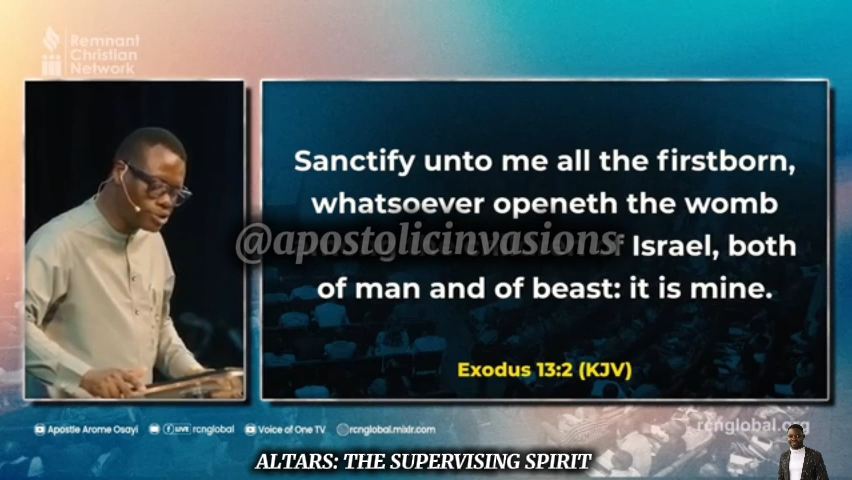 Remnant
Christian
Network
Sanctify unto me all the firstborn,
whatsoever openeth the womb
@apostolicinvasions
Israel, both
of man and of beast: it is mine.
Exodus 13:2 (KJV)
Apostle Arome Osayi
LIVE rcnglobal
Voice of One TV
rcnglobal.mixlr.com
rcnglobal.org
ALTARS: THE SUPERVISING SPIRIT